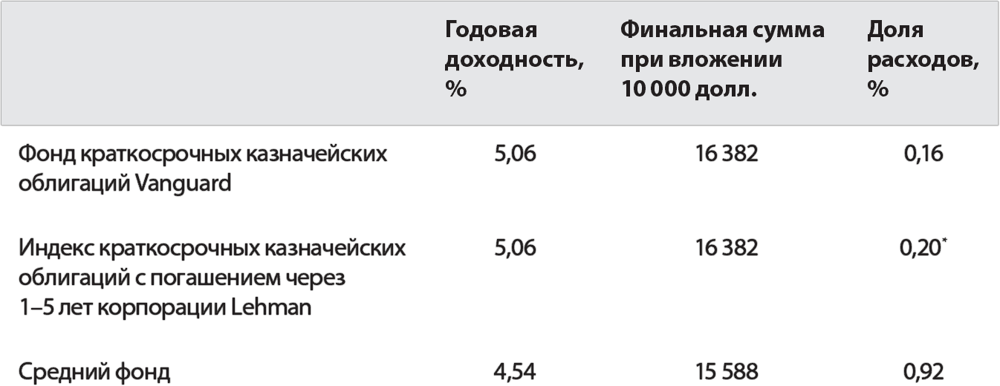 Годовая доходность, %
Финальная сумма при вложении 10 000 долл.
Доля расходов, %
Фонд краткосрочных казначейских 5,06 16 382 0,16
облигаций Vanguard
Индекс краткосрочных казначейских 5,06 16 382 0,20*
облигаций с погашением через
1–5 лет корпорации Lehman
Средний фонд 4,54 15 588 0,92